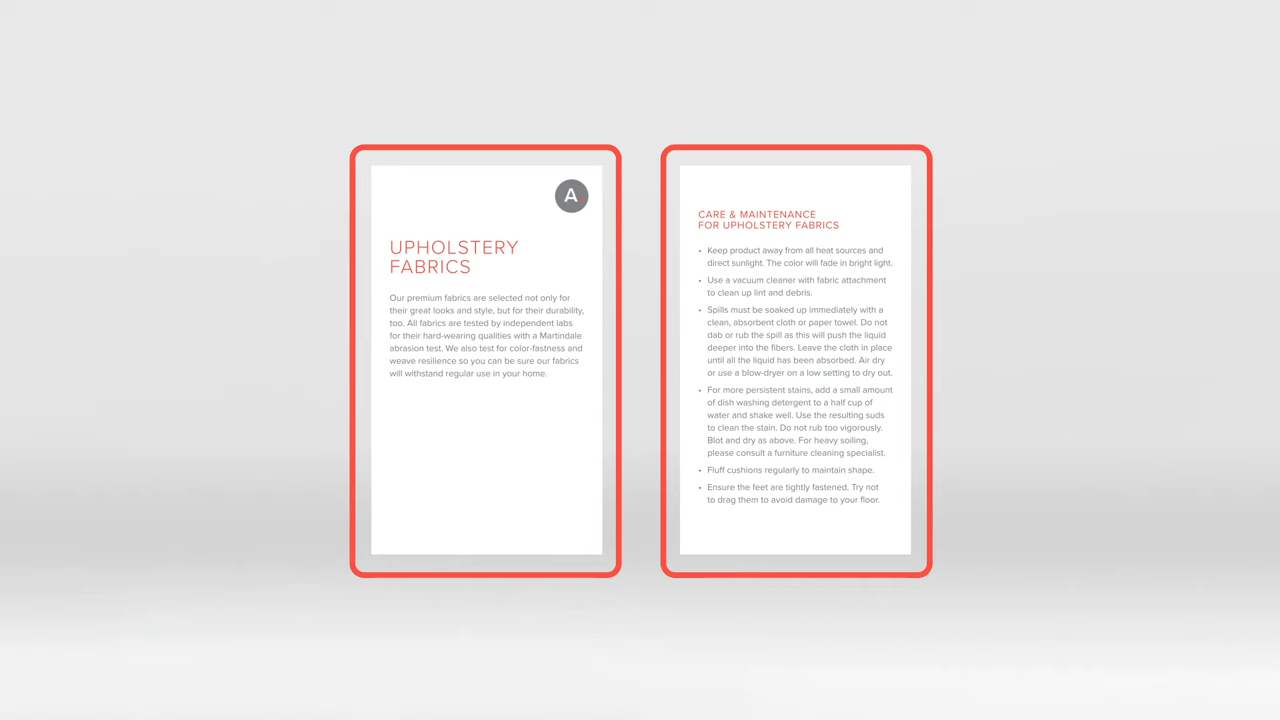 A.
UPHOLSTERY
FABRICS
Our premium fabrics are selected not only for
their great looks and style, but for their durability,
too. All fabrics are tested by independent labs
for their hard-wearing qualities with a Martindale
abrasion test. We also test for color-fastness and
weave resilience so you can be sure our fabrics
will withstand regular use in your home.
CARE & MAINTENANCE
FOR UPHOLSTERY FABRICS
• Keep product away from all heat sources and
direct sunlight. The color will fade in bright light.
• Use a vacuum cleaner with fabric attachment
to clean up lint and debris.
• Spills must be soaked up immediately with a
clean, absorbent cloth or paper towel. Do not
dab or rub the spill as this will push the liquid
deeper into the fibers. Leave the cloth in place
until all the liquid has been absorbed. Air dry
or use a blow-dryer on a low setting to dry out.
• For more persistent stains, add a small amount
of dish washing detergent to a half cup of
water and shake well. Use the resulting suds
to clean the stain. Do not rub too vigorously.
Blot and dry as above. For heavy soiling,
please consult a furniture cleaning specialist.
• Fluff cushions regularly to maintain shape.
• Ensure the feet are tightly fastened. Try not
to drag them to avoid damage to your floor.